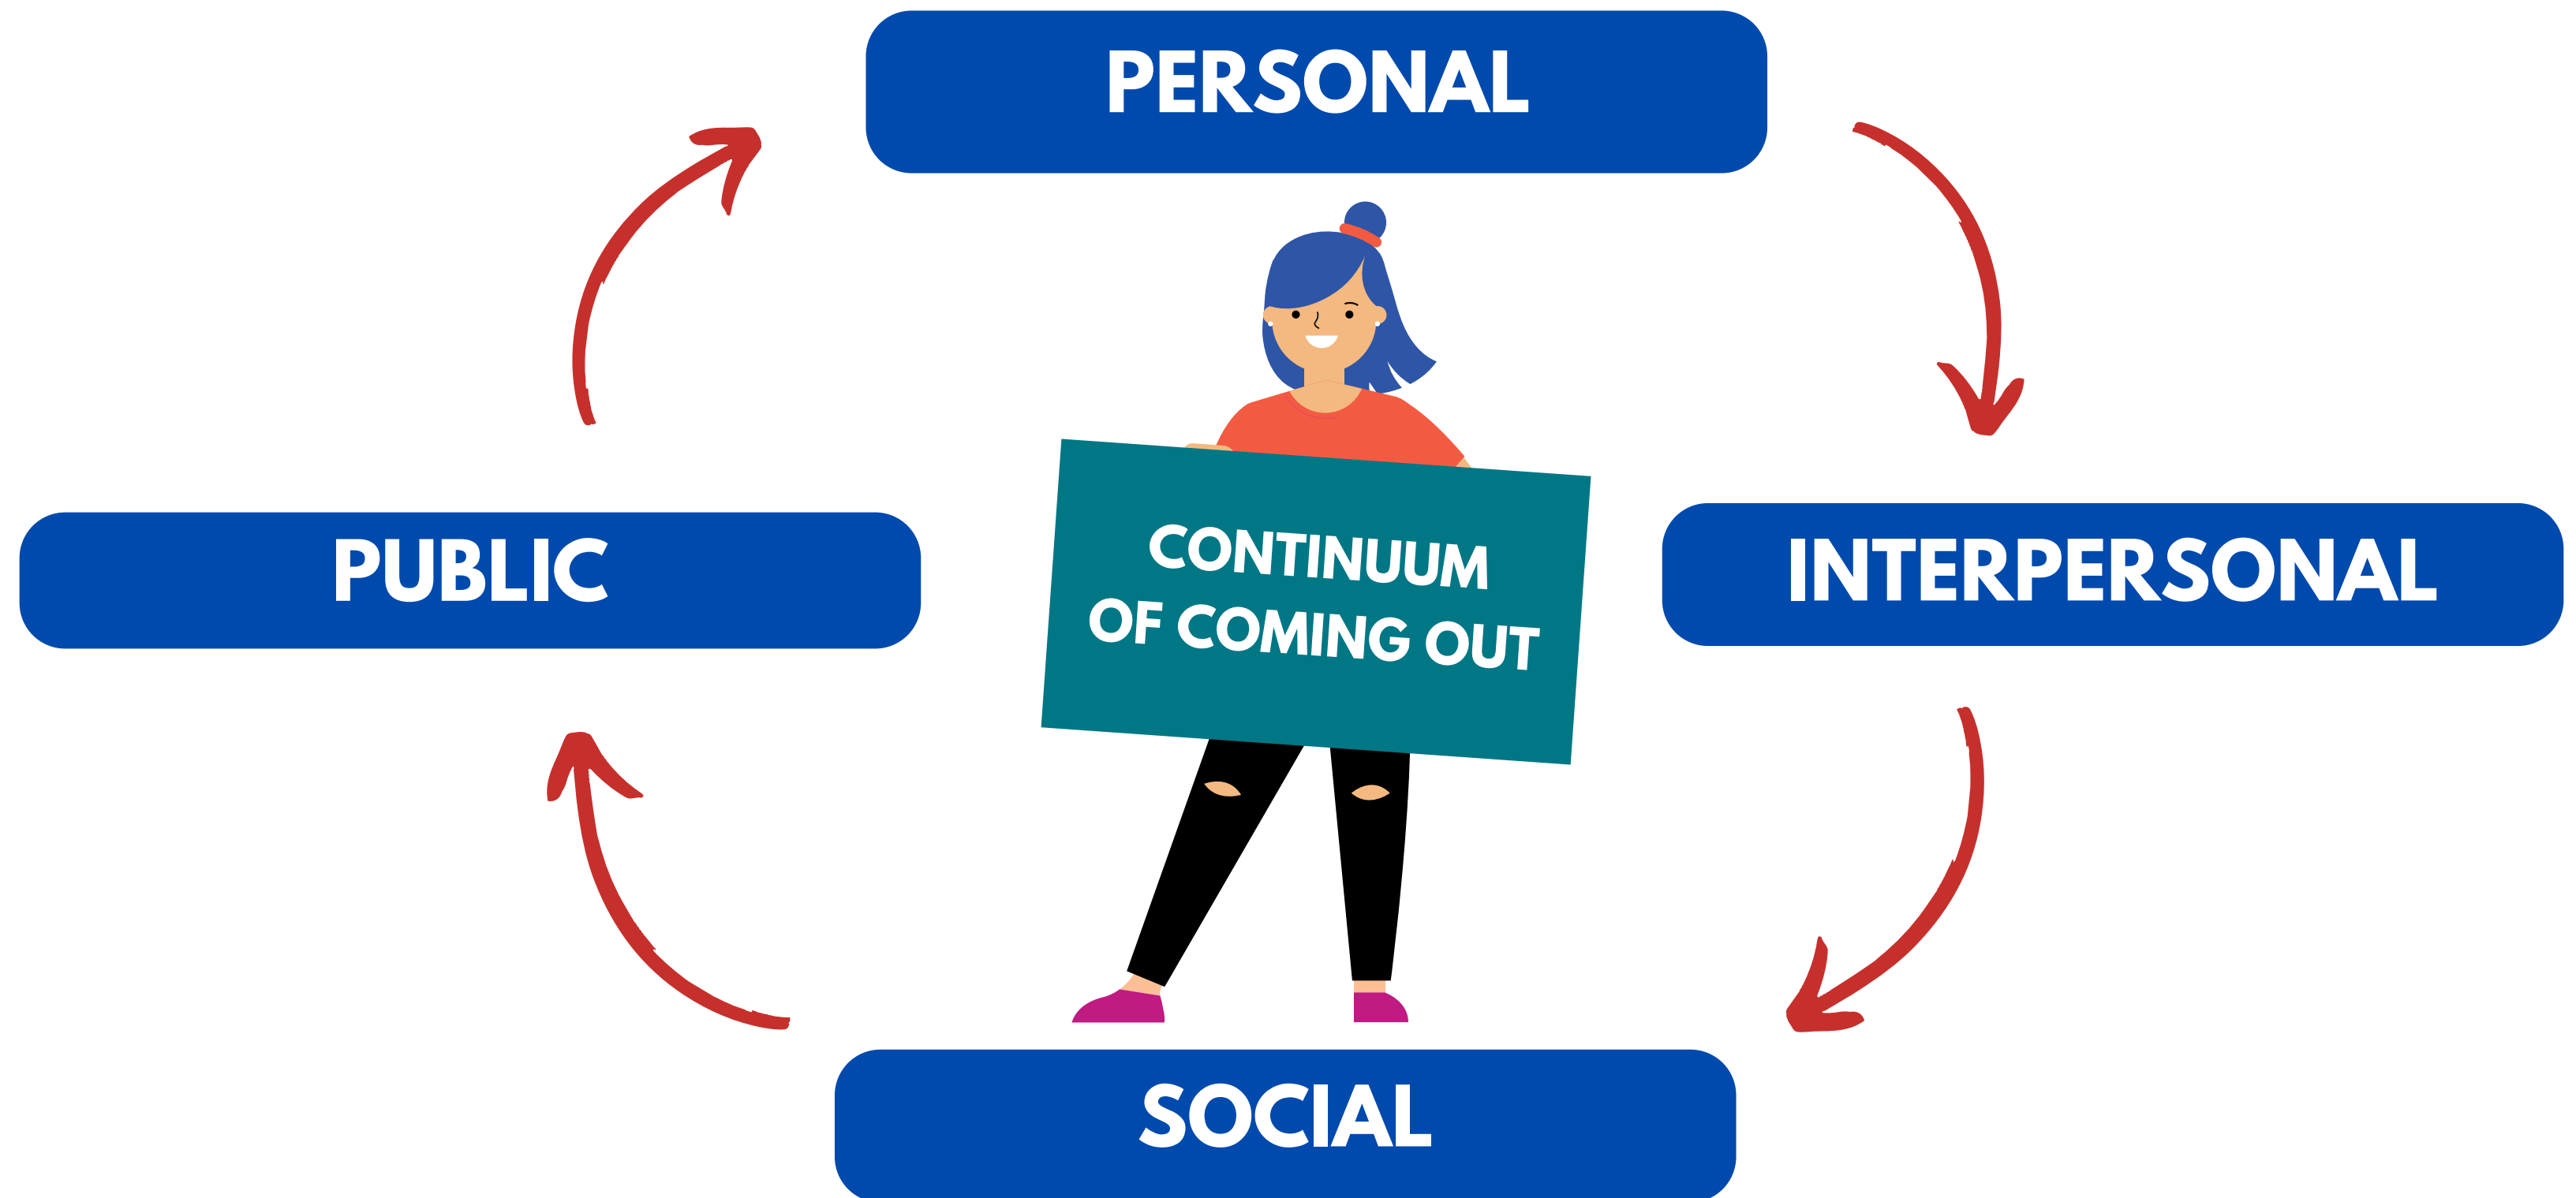 PERSONAL
PUBLIC
CONTINUUM
OF COMING OUT
INTERPERSONAL
SOCIAL